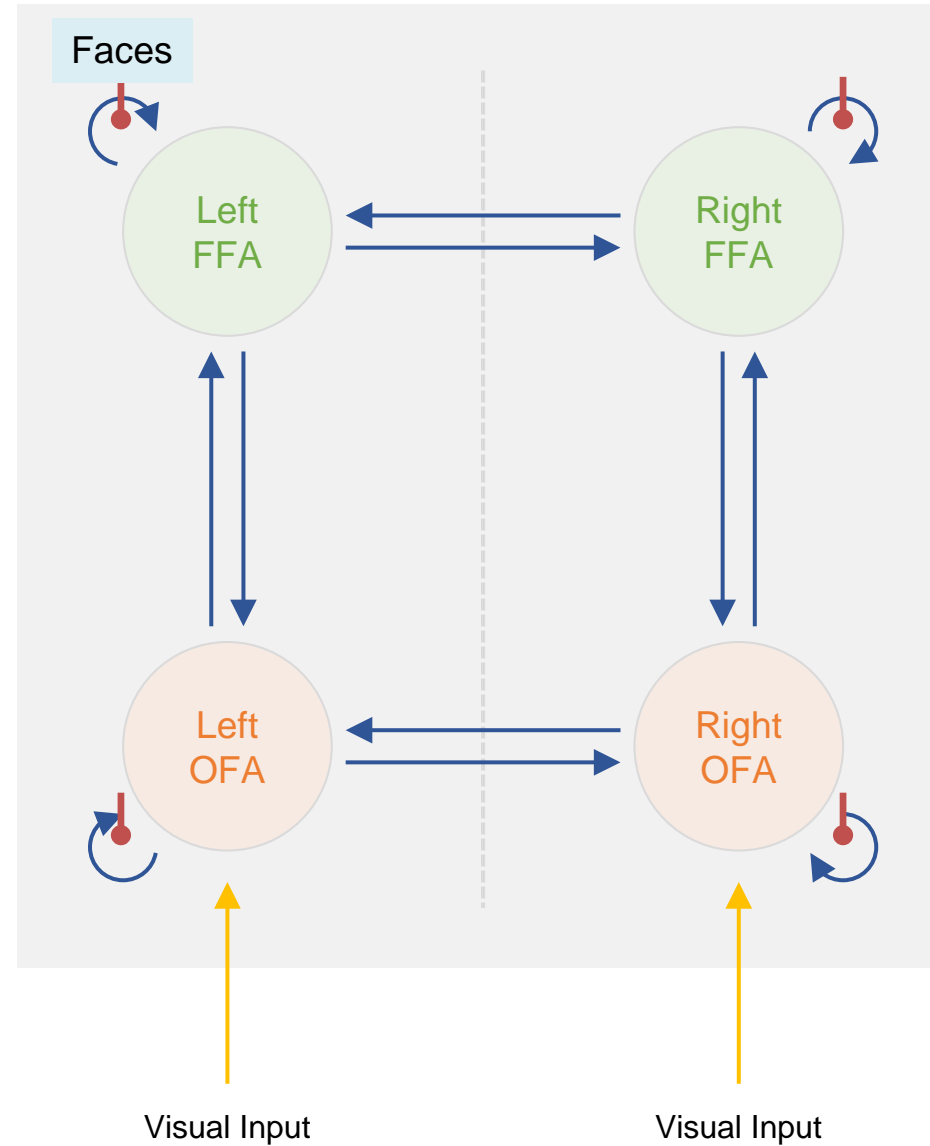 Faces
Left
FFA
Right
FFA
Left
OFA
Right
OFA
Visual Input
Visual Input